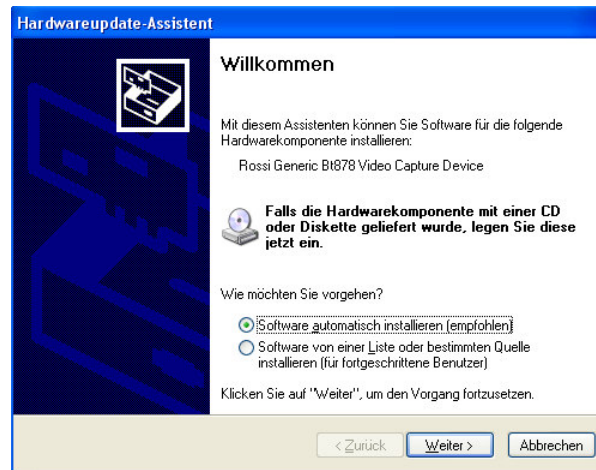 Hardwareupdate-Assistent
Willkommen
Mit diesem Assistenten können Sie Software für die folgende
Hardwarekomponente installieren:
Rossi Generic Bt878 Video Capture Device
Falls die Hardwarekomponente mit einer CD
oder Diskette geliefert wurde, legen Sie diese
jetzt ein.
Wie möchten Sie vorgehen?
Software automatisch installieren (empfohlen)
Software von einer Liste oder bestimmten Quelle
installieren (für fortgeschrittene Benutzer)
Klicken Sie auf "Weiter", um den Vorgang fortzusetzen.
< Zurück Weiter > Abbrechen